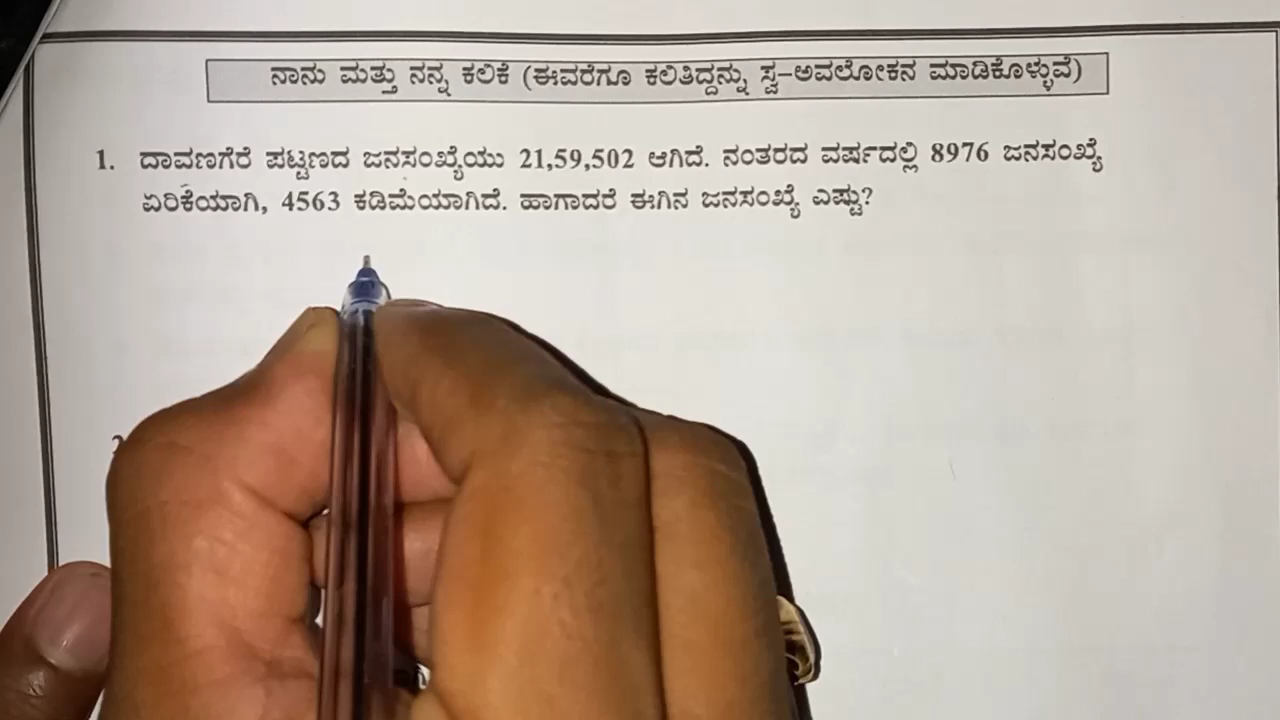 ನಾನು ಮತ್ತು ನನ್ನ ಕಲಿಕೆ (ಈವರೆಗೂ ಕಲಿತಿದ್ದನ್ನು ಸ್ವ-ಅವಲೋಕನ ಮಾಡಿಕೊಳ್ಳುವೆ)
1. ದಾವಣಗೆರೆ ಪಟ್ಟಣದ ಜನಸಂಖ್ಯೆಯು 21,59,502 ಆಗಿದೆ. ನಂತರದ ವರ್ಷದಲ್ಲಿ 8976 ಜನಸಂಖ್ಯೆ
ಏರಿಕೆಯಾಗಿ, 4563 ಕಡಿಮೆಯಾಗಿದೆ. ಹಾಗಾದರೆ ಈಗಿನ ಜನಸಂಖ್ಯೆ ಎಷ್ಟು?